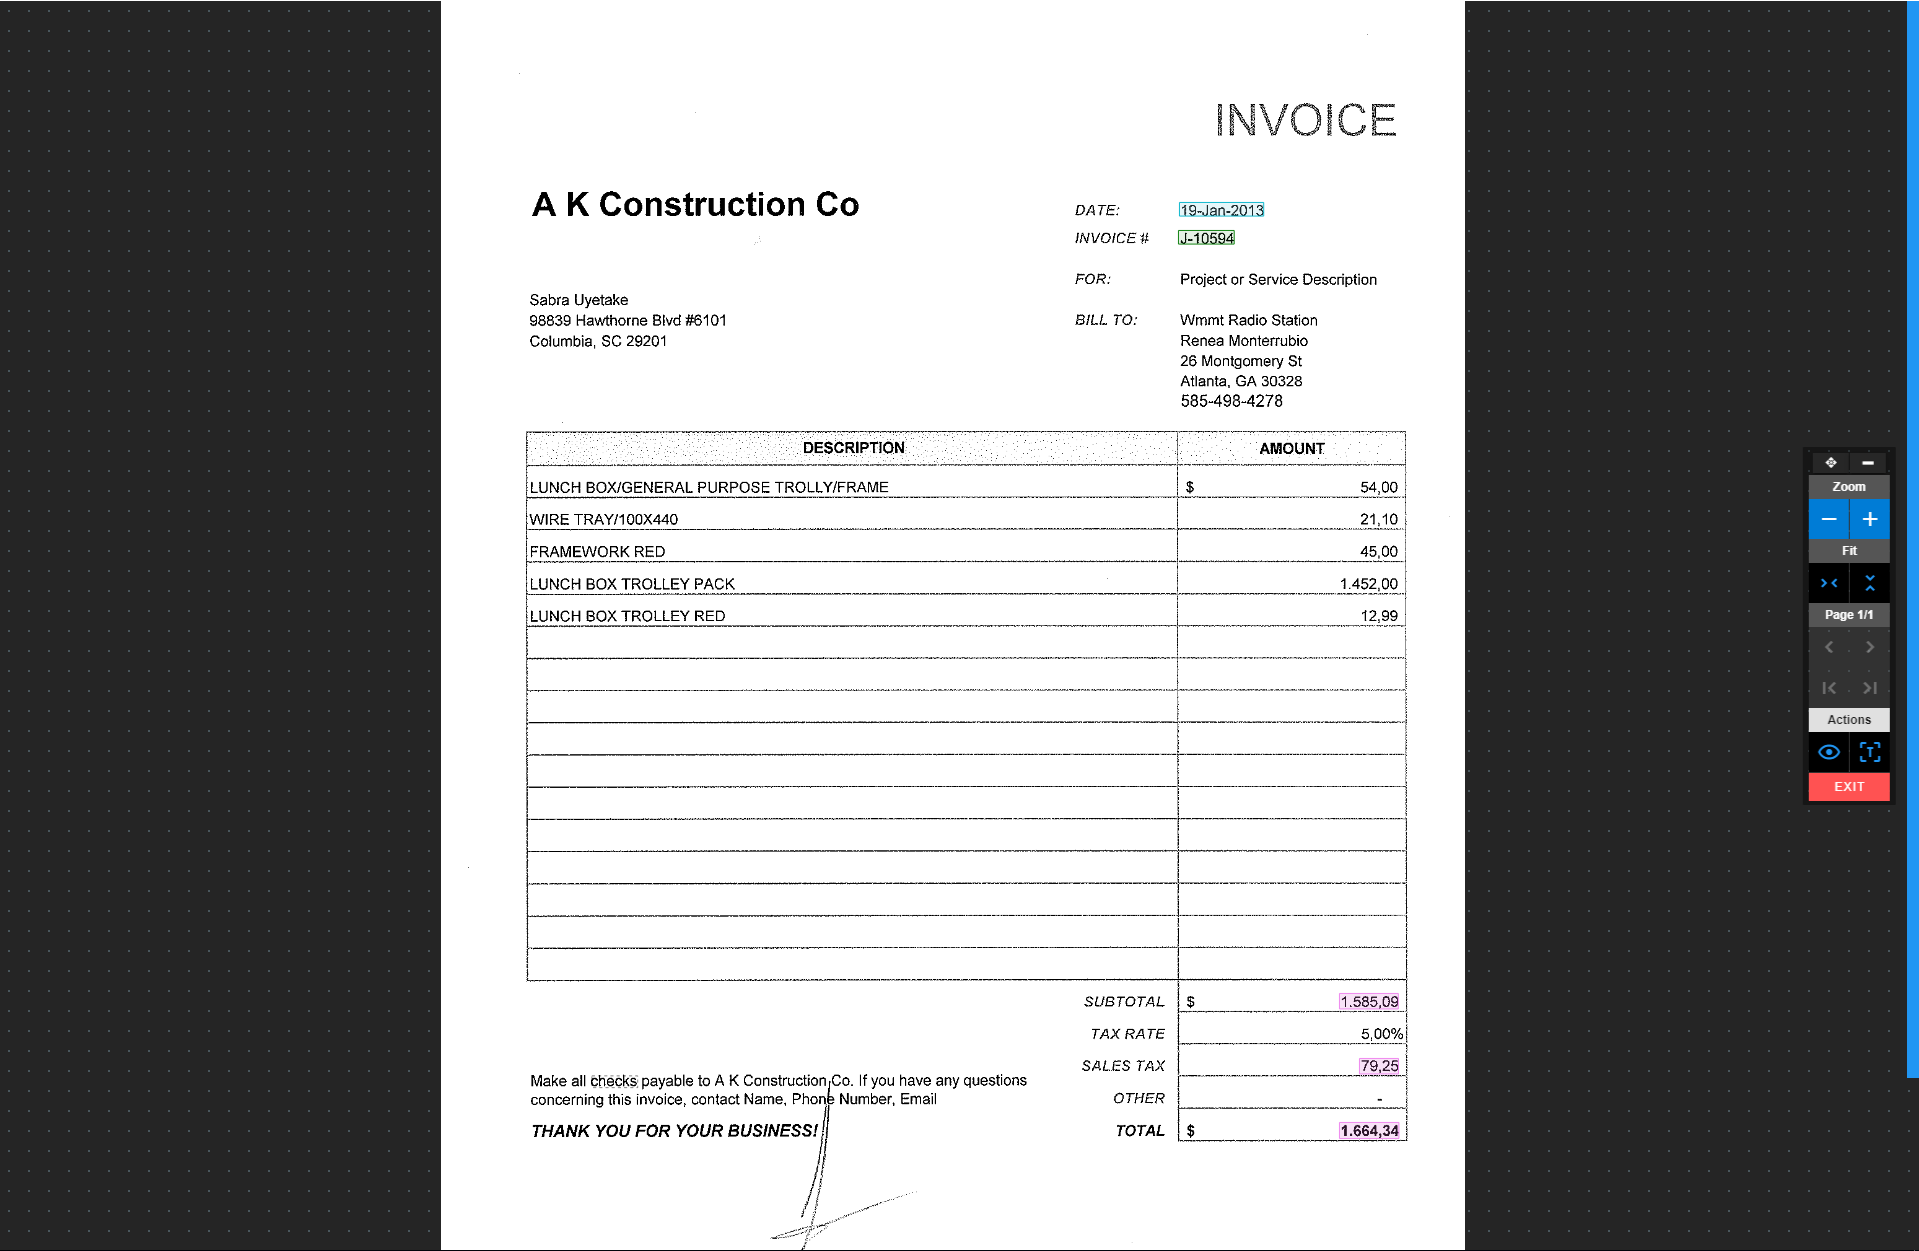 INVOICE
A K Construction Co
DATE: 19-Jan-2013
INVOICE # J-10594
FOR: Project or Service Description
Sabra Uyetake
98839 Hawthorne Blvd #6101
Columbia, SC 29201
BILL TO: Wmmt Radio Station
Renea Monterrubio
26 Montgomery St
Atlanta, GA 30328
585-498-4278
DESCRIPTION AMOUNT
LUNCH BOX/GENERAL PURPOSE TROLLY/FRAME $ 54,00
WIRE TRAY/100X440 21,10
FRAMEWORK RED 45,00
LUNCH BOX TROLLEY PACK 1.452,00
LUNCH BOX TROLLEY RED 12,99
SUBTOTAL $ 1.585,09
TAX RATE 5,00%
SALES TAX 79,25
OTHER -
TOTAL $ 1.664,34
Make all checks payable to A K Construction Co. If you have any questions
concerning this invoice, contact Name, Phone Number, Email
THANK YOU FOR YOUR BUSINESS!
Zoom
Fit
Page 1/1
Actions
EXIT